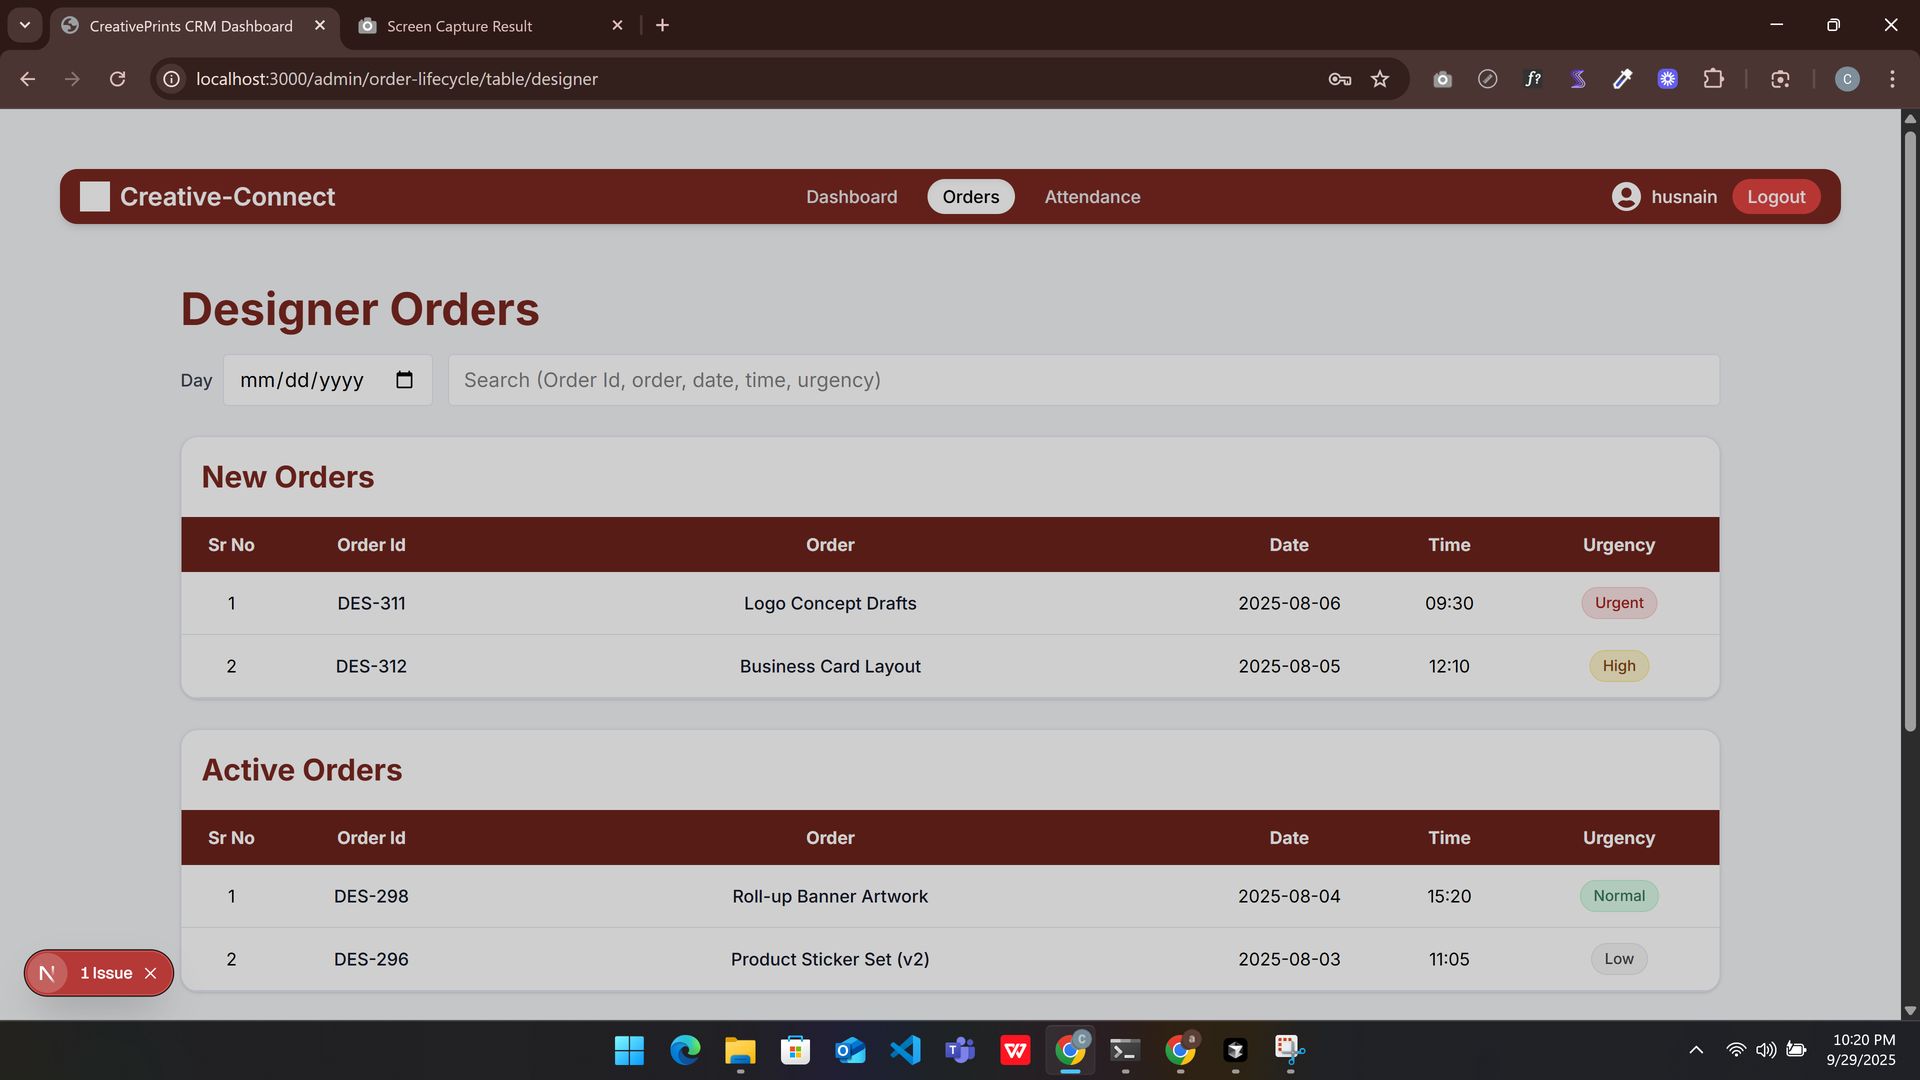 CreativePrints CRM Dashboard
Screen Capture Result
localhost:3000/admin/order-lifecycle/table/designer
f?
C
Creative-Connect
Dashboard
Orders
Attendance
husnain
Logout
Designer Orders
Day
mm/dd/yyyy
Search (Order Id, order, date, time, urgency)
New Orders
Sr No Order Id Order Date Time Urgency
1 DES-311 Logo Concept Drafts 2025-08-06 09:30 Urgent
2 DES-312 Business Card Layout 2025-08-05 12:10 High
Active Orders
Sr No Order Id Order Date Time Urgency
1 DES-298 Roll-up Banner Artwork 2025-08-04 15:20 Normal
2 DES-296 Product Sticker Set (v2) 2025-08-03 11:05 Low
N 1 Issue
10:20 PM
9/29/2025